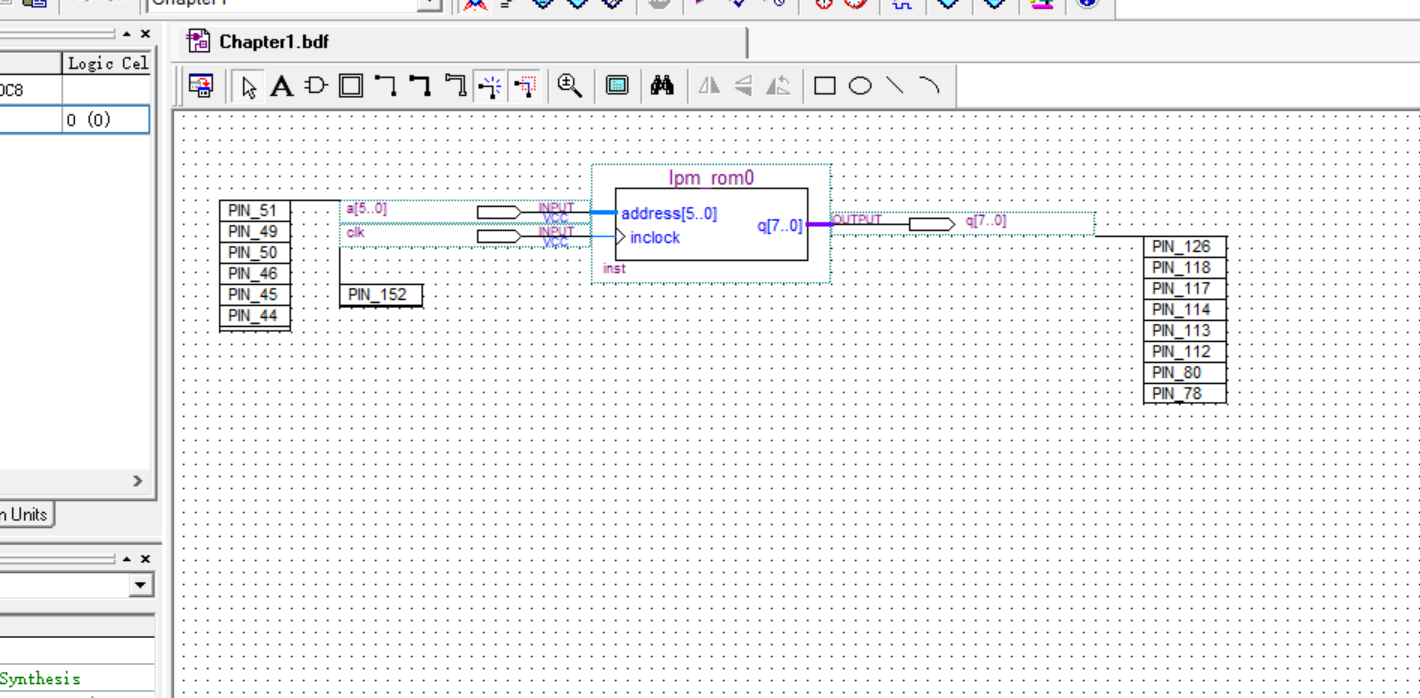 Chapter1.bdf
Logic Cel
0C8
0 (0)
lpm_rom0
PIN_51
a[5..0]
INPUT
VCC
address[5..0]
PIN_49
clk
INPUT
VCC
inclock
q[7..0]
OUTPUT
q[7..0]
PIN_50
PIN_46
inst
PIN_45
PIN_152
PIN_44
PIN_126
PIN_118
PIN_117
PIN_114
PIN_113
PIN_112
PIN_80
PIN_78
n Units
Synthesis